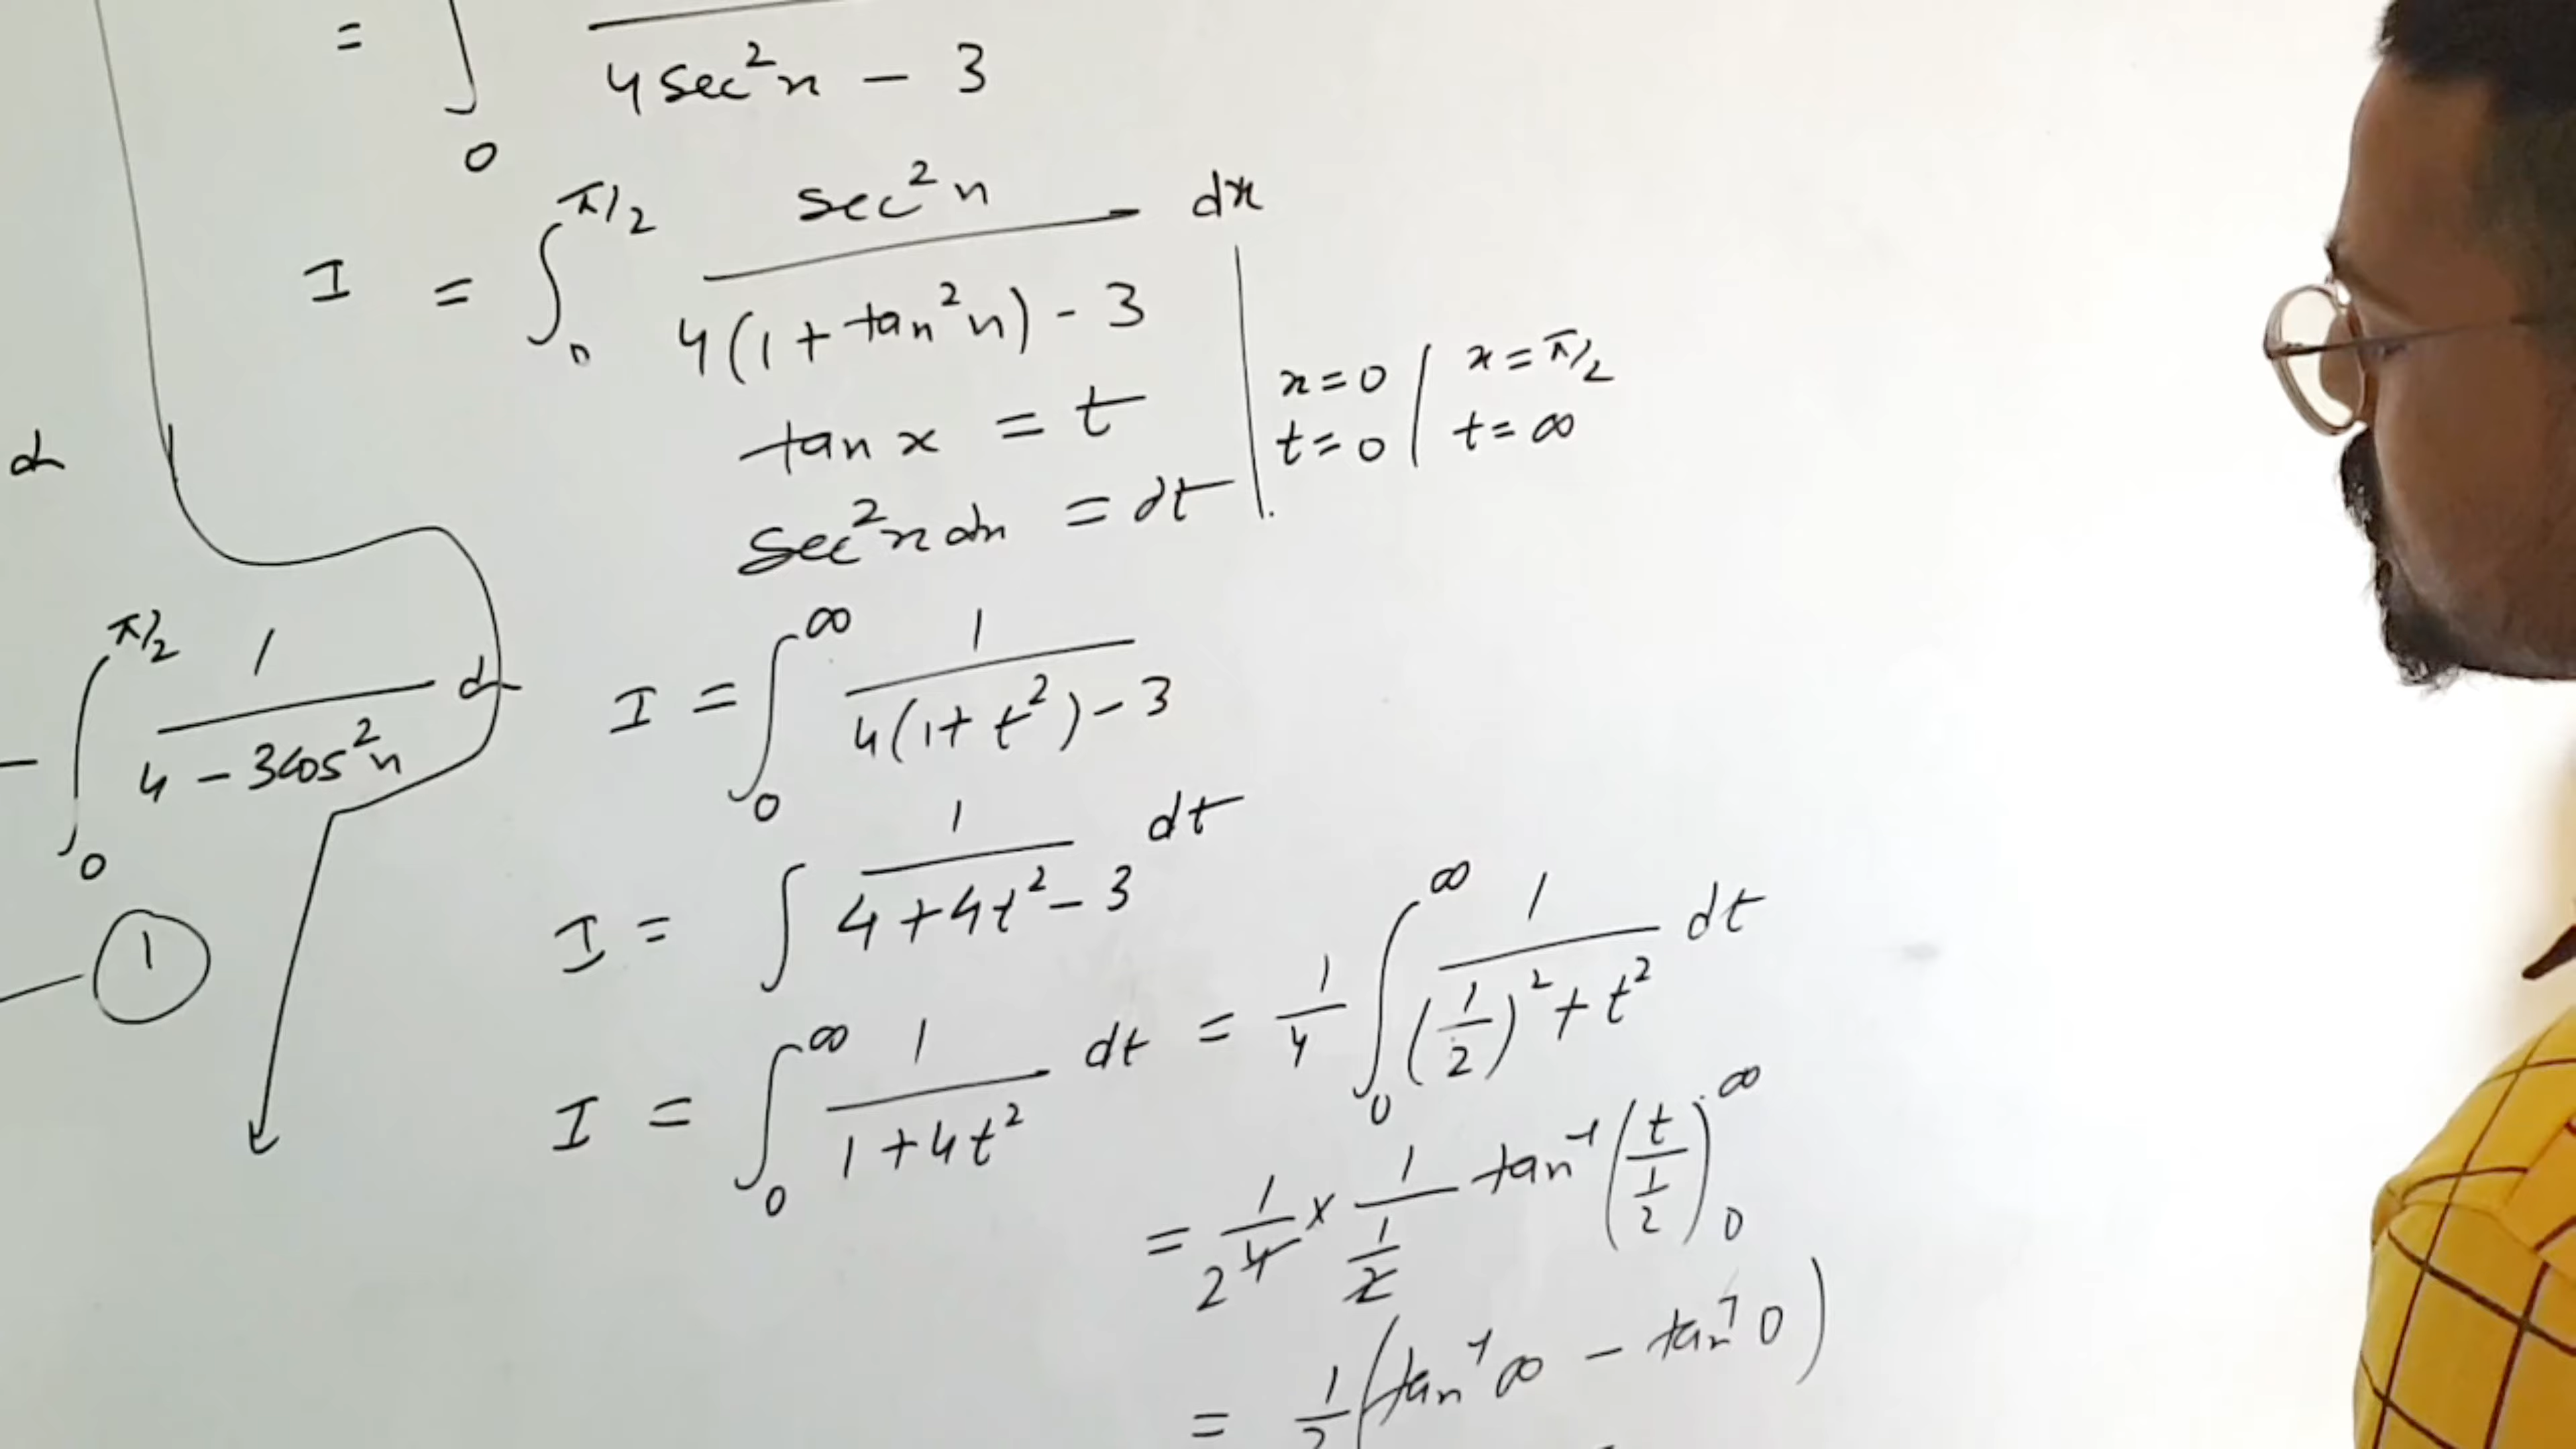 d
π/2
∫ 1 / (4 - 3cos²x) d
0
①
= ∫₀ / (4sec²x - 3)
I = ∫₀^(π/2) sec²x / (4(1 + tan²x) - 3) dx
tan x = t
sec²x dx = dt
x = 0 | x = π/2
t = 0 | t = ∞
I = ∫₀^∞ 1 / (4(1 + t²) - 3)
I = ∫ 1 / (4 + 4t² - 3) dt
I = ∫₀^∞ 1 / (1 + 4t²) dt = 1/4 ∫₀^∞ 1 / ((1/2)² + t²) dt
= 1/4 2 × 1 / (1/2) tan⁻¹(t / (1/2))₀^∞
= 1/2 (tan⁻¹ ∞ - tan⁻¹ 0)